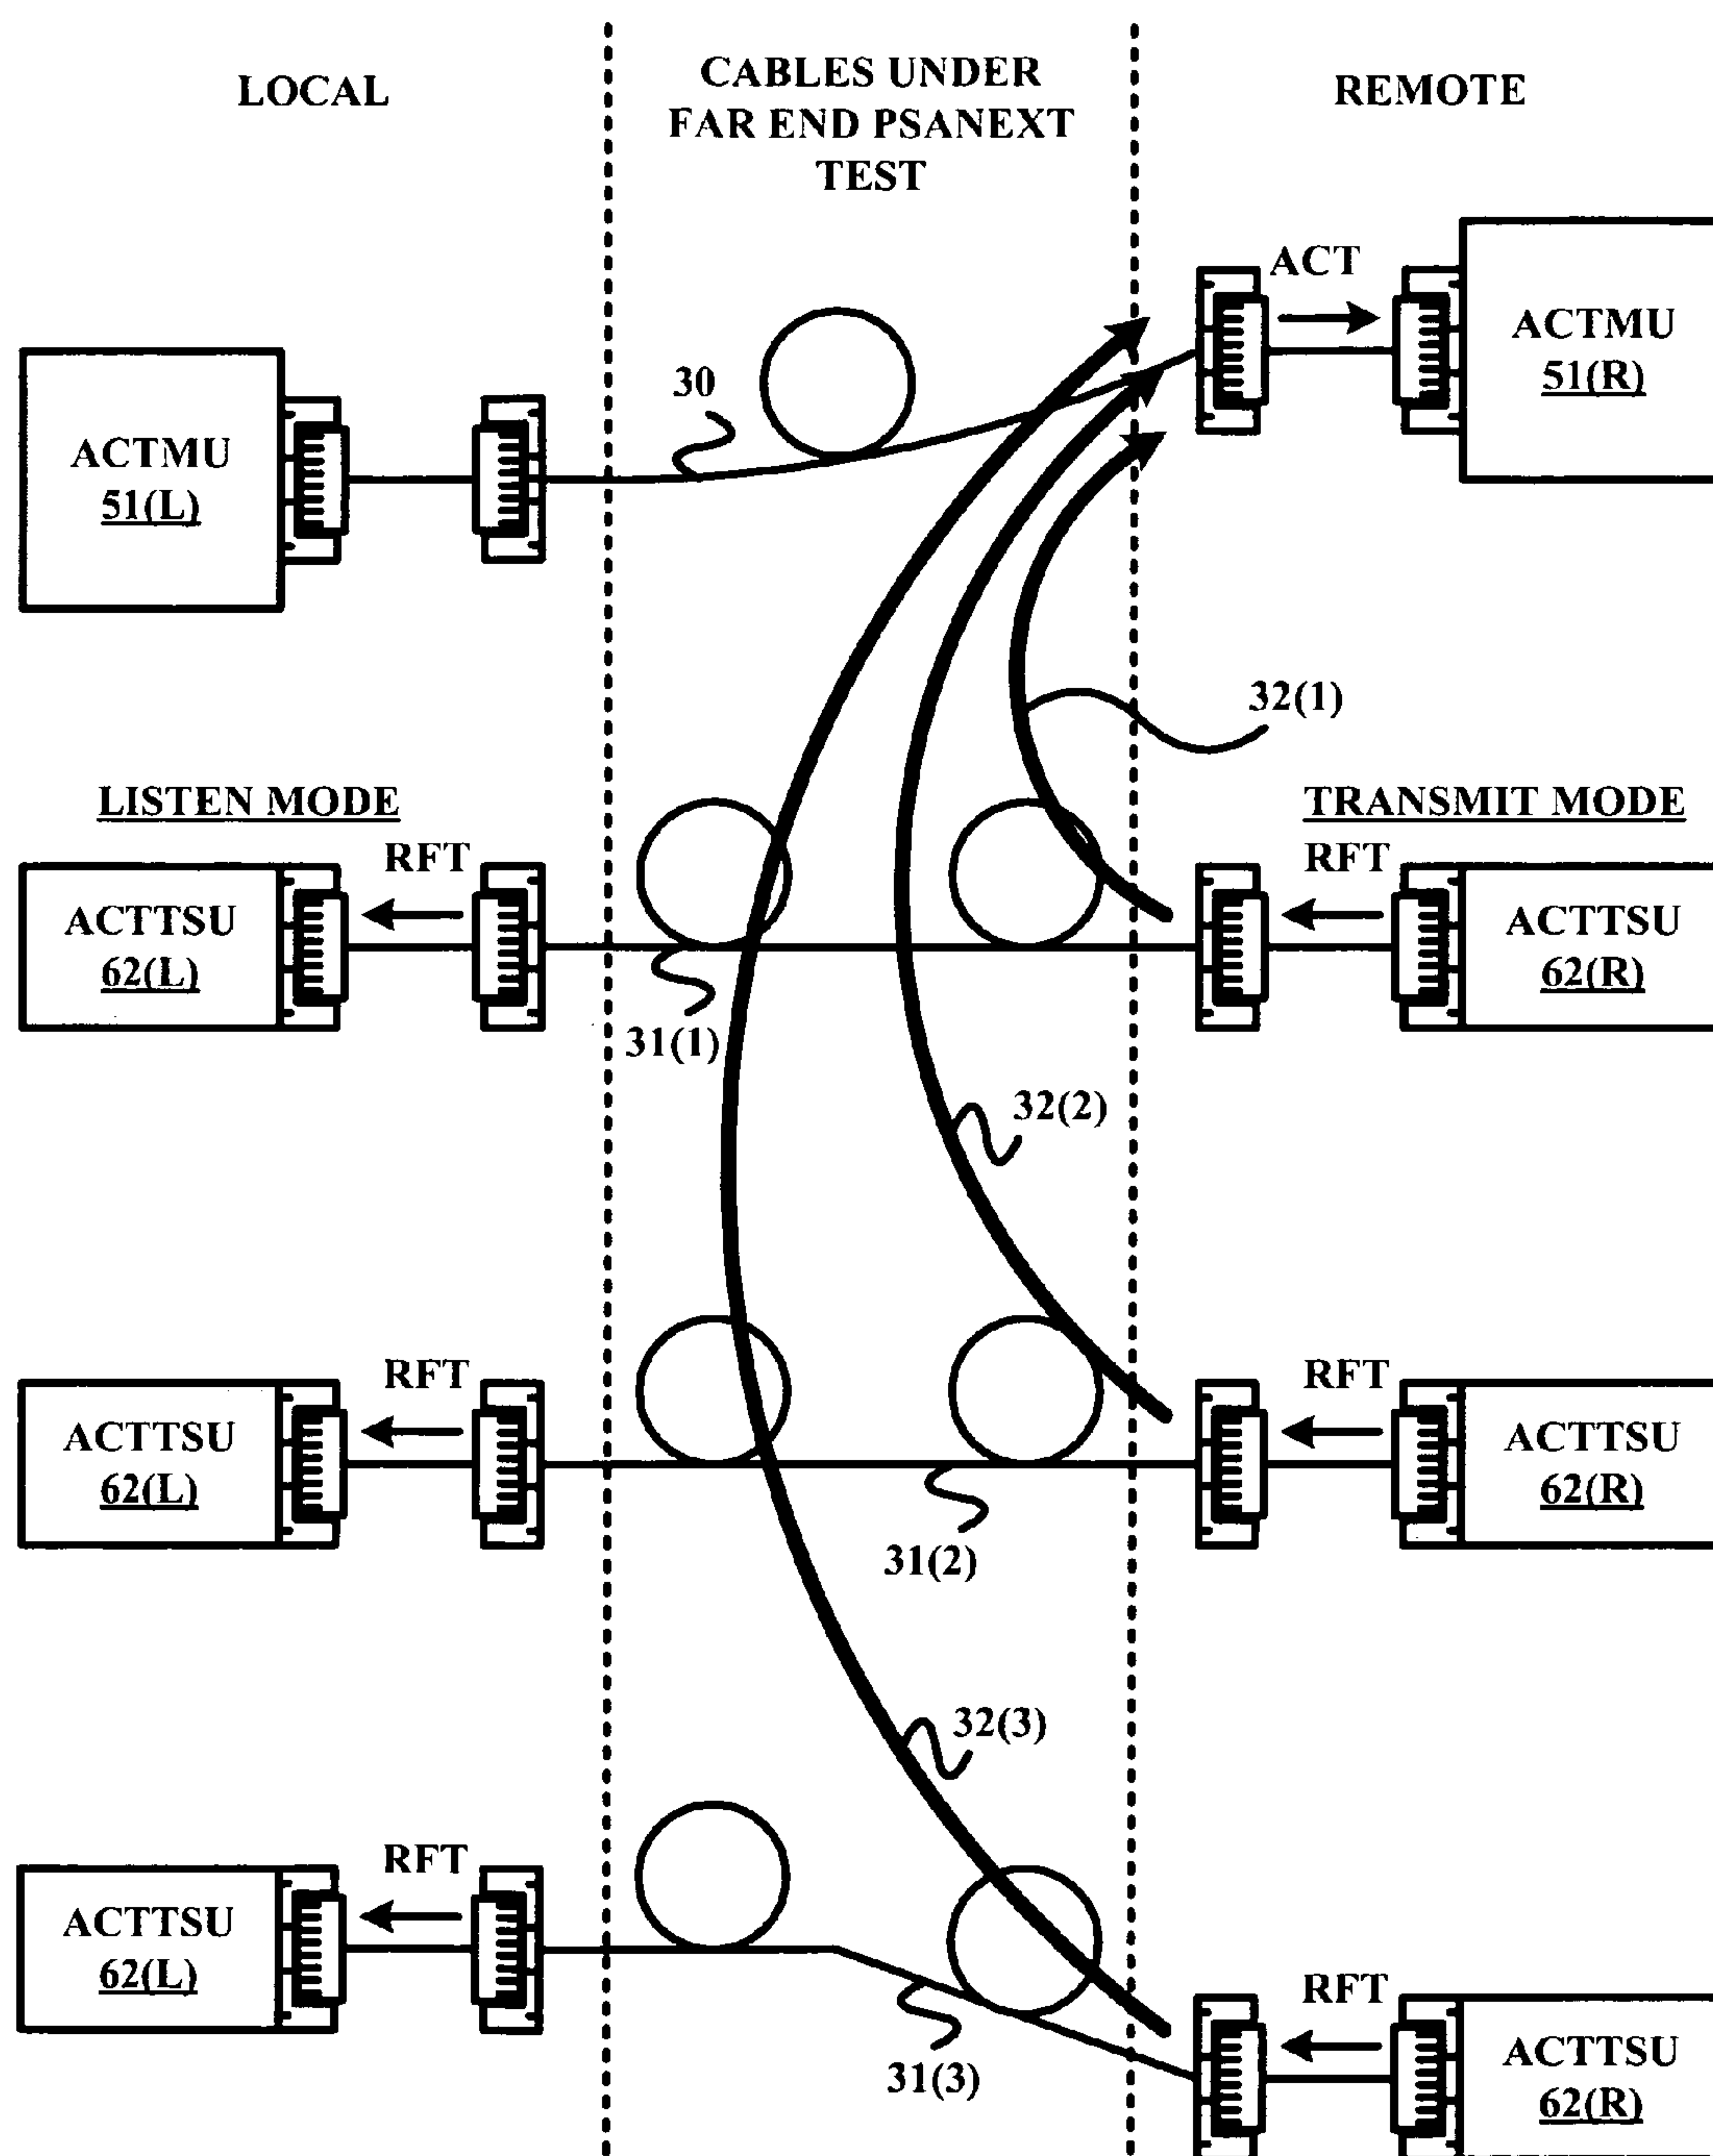 LOCAL
CABLES UNDER
FAR END PSANEXT
TEST
REMOTE
ACT
ACTMU
51(R)
30
ACTMU
51(L)
32(1)
LISTEN MODE
TRANSMIT MODE
RFT
RFT
ACTTSU
62(L)
ACTTSU
62(R)
31(1)
32(2)
RFT
RFT
ACTTSU
62(L)
ACTTSU
62(R)
31(2)
32(3)
RFT
ACTTSU
62(L)
RFT
31(3)
ACTTSU
62(R)